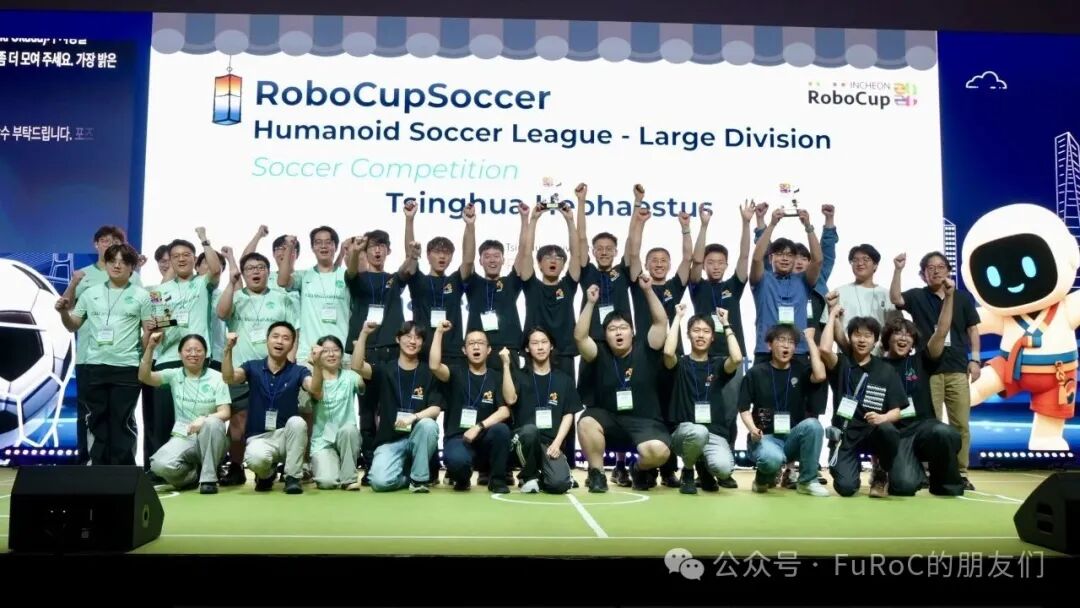 좀 더 모여 주세요. 가장 밝은
수 부탁드립니다. 포즈
RoboCupSoccer
Humanoid Soccer League - Large Division
Soccer Competition
Tsinghua Hephaestus
INCHEON
RoboCup
公众号 · FuRoC的朋友们